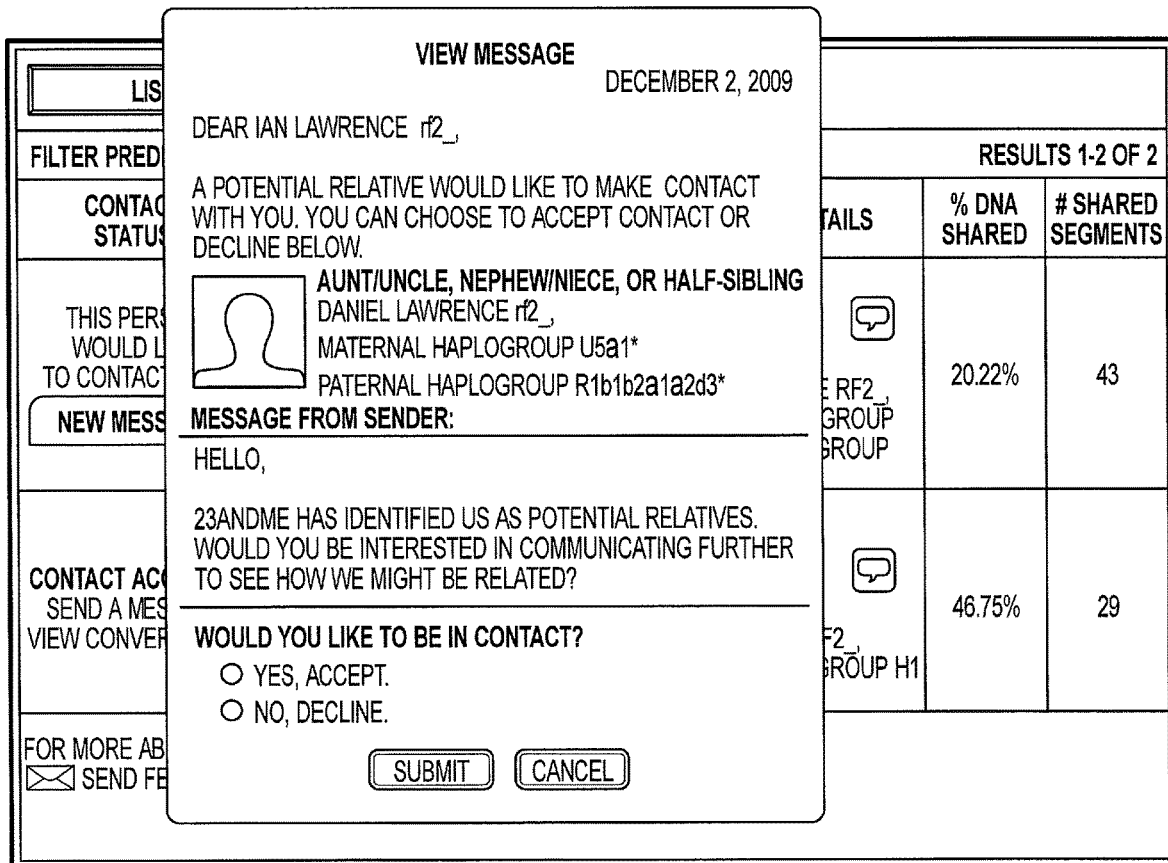 VIEW MESSAGE
DECEMBER 2, 2009
DEAR IAN LAWRENCE rf2_,
A POTENTIAL RELATIVE WOULD LIKE TO MAKE CONTACT
WITH YOU. YOU CAN CHOOSE TO ACCEPT CONTACT OR
DECLINE BELOW.
AUNT/UNCLE, NEPHEW/NIECE, OR HALF-SIBLING
DANIEL LAWRENCE rf2_,
MATERNAL HAPLOGROUP U5a1*
PATERNAL HAPLOGROUP R1b1b2a1a2d3*
MESSAGE FROM SENDER:
HELLO,
23ANDME HAS IDENTIFIED US AS POTENTIAL RELATIVES.
WOULD YOU BE INTERESTED IN COMMUNICATING FURTHER
TO SEE HOW WE MIGHT BE RELATED?
WOULD YOU LIKE TO BE IN CONTACT?
YES, ACCEPT.
NO, DECLINE.
SUBMIT CANCEL
LIS
FILTER PRED
RESULTS 1-2 OF 2
CONTAC
STATUS
TAILS
% DNA
SHARED
# SHARED
SEGMENTS
THIS PERS
WOULD L
TO CONTACT
NEW MESS
E RF2_,
GROUP
GROUP
20.22%
43
CONTACT ACC
SEND A MES
VIEW CONVER
F2_,
GROUP H1
46.75%
29
FOR MORE AB
SEND FE